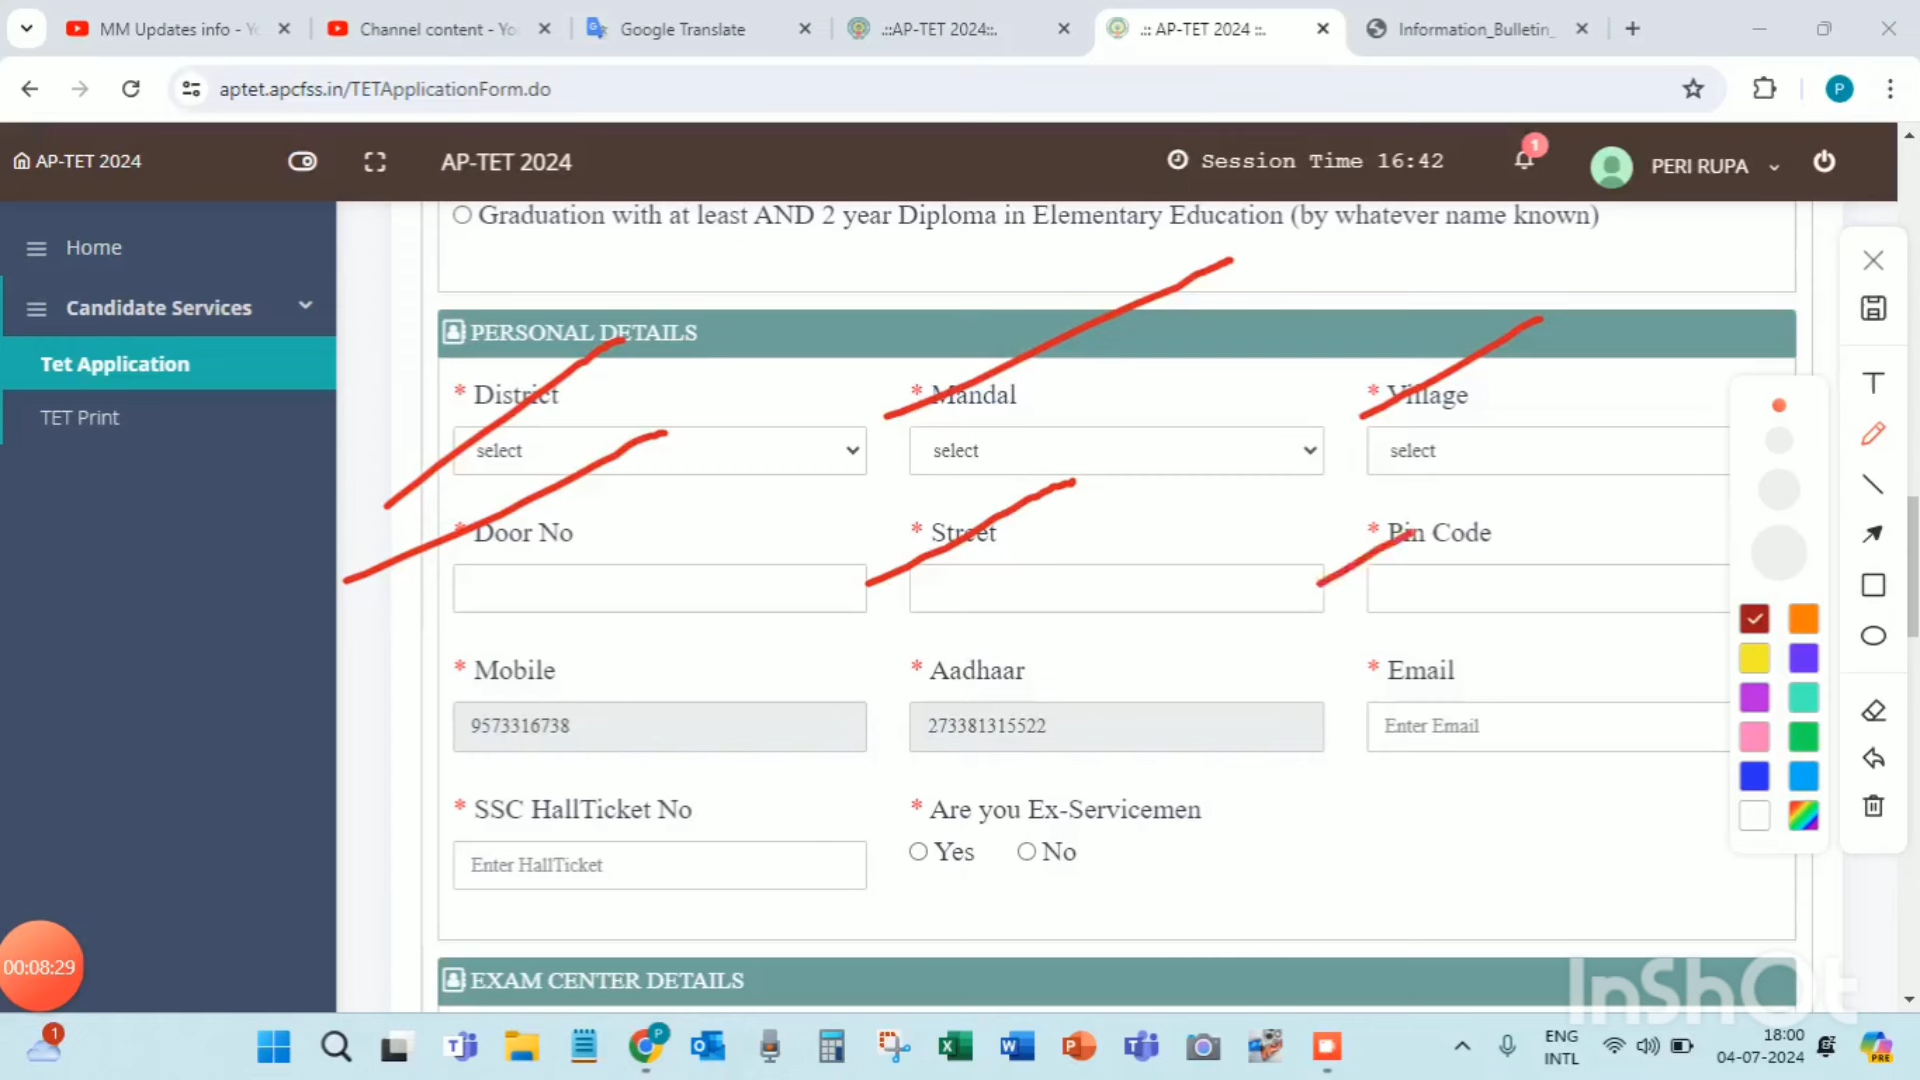 MM Updates info - Yo
Channel content - Yo
Google Translate
.::AP-TET 2024::.
.:: AP-TET 2024 ::.
Information_Bulletin_
aptet.apcfss.in/TETApplicationForm.do
P
AP-TET 2024
AP-TET 2024
Session Time 16:42
1
PERI RUPA
Graduation with at least AND 2 year Diploma in Elementary Education (by whatever name known)
Home
Candidate Services
Tet Application
TET Print
PERSONAL DETAILS
* District
* Mandal
* Village
select
select
select
* Door No
* Street
* Pin Code
* Mobile
* Aadhaar
* Email
9573316738
273381315522
Enter Email
* SSC HallTicket No
* Are you Ex-Servicemen
Enter HallTicket
Yes
No
T
00:08:29
EXAM CENTER DETAILS
InShOt
1
P
ENG
INTL
18:00
04-07-2024
PRE